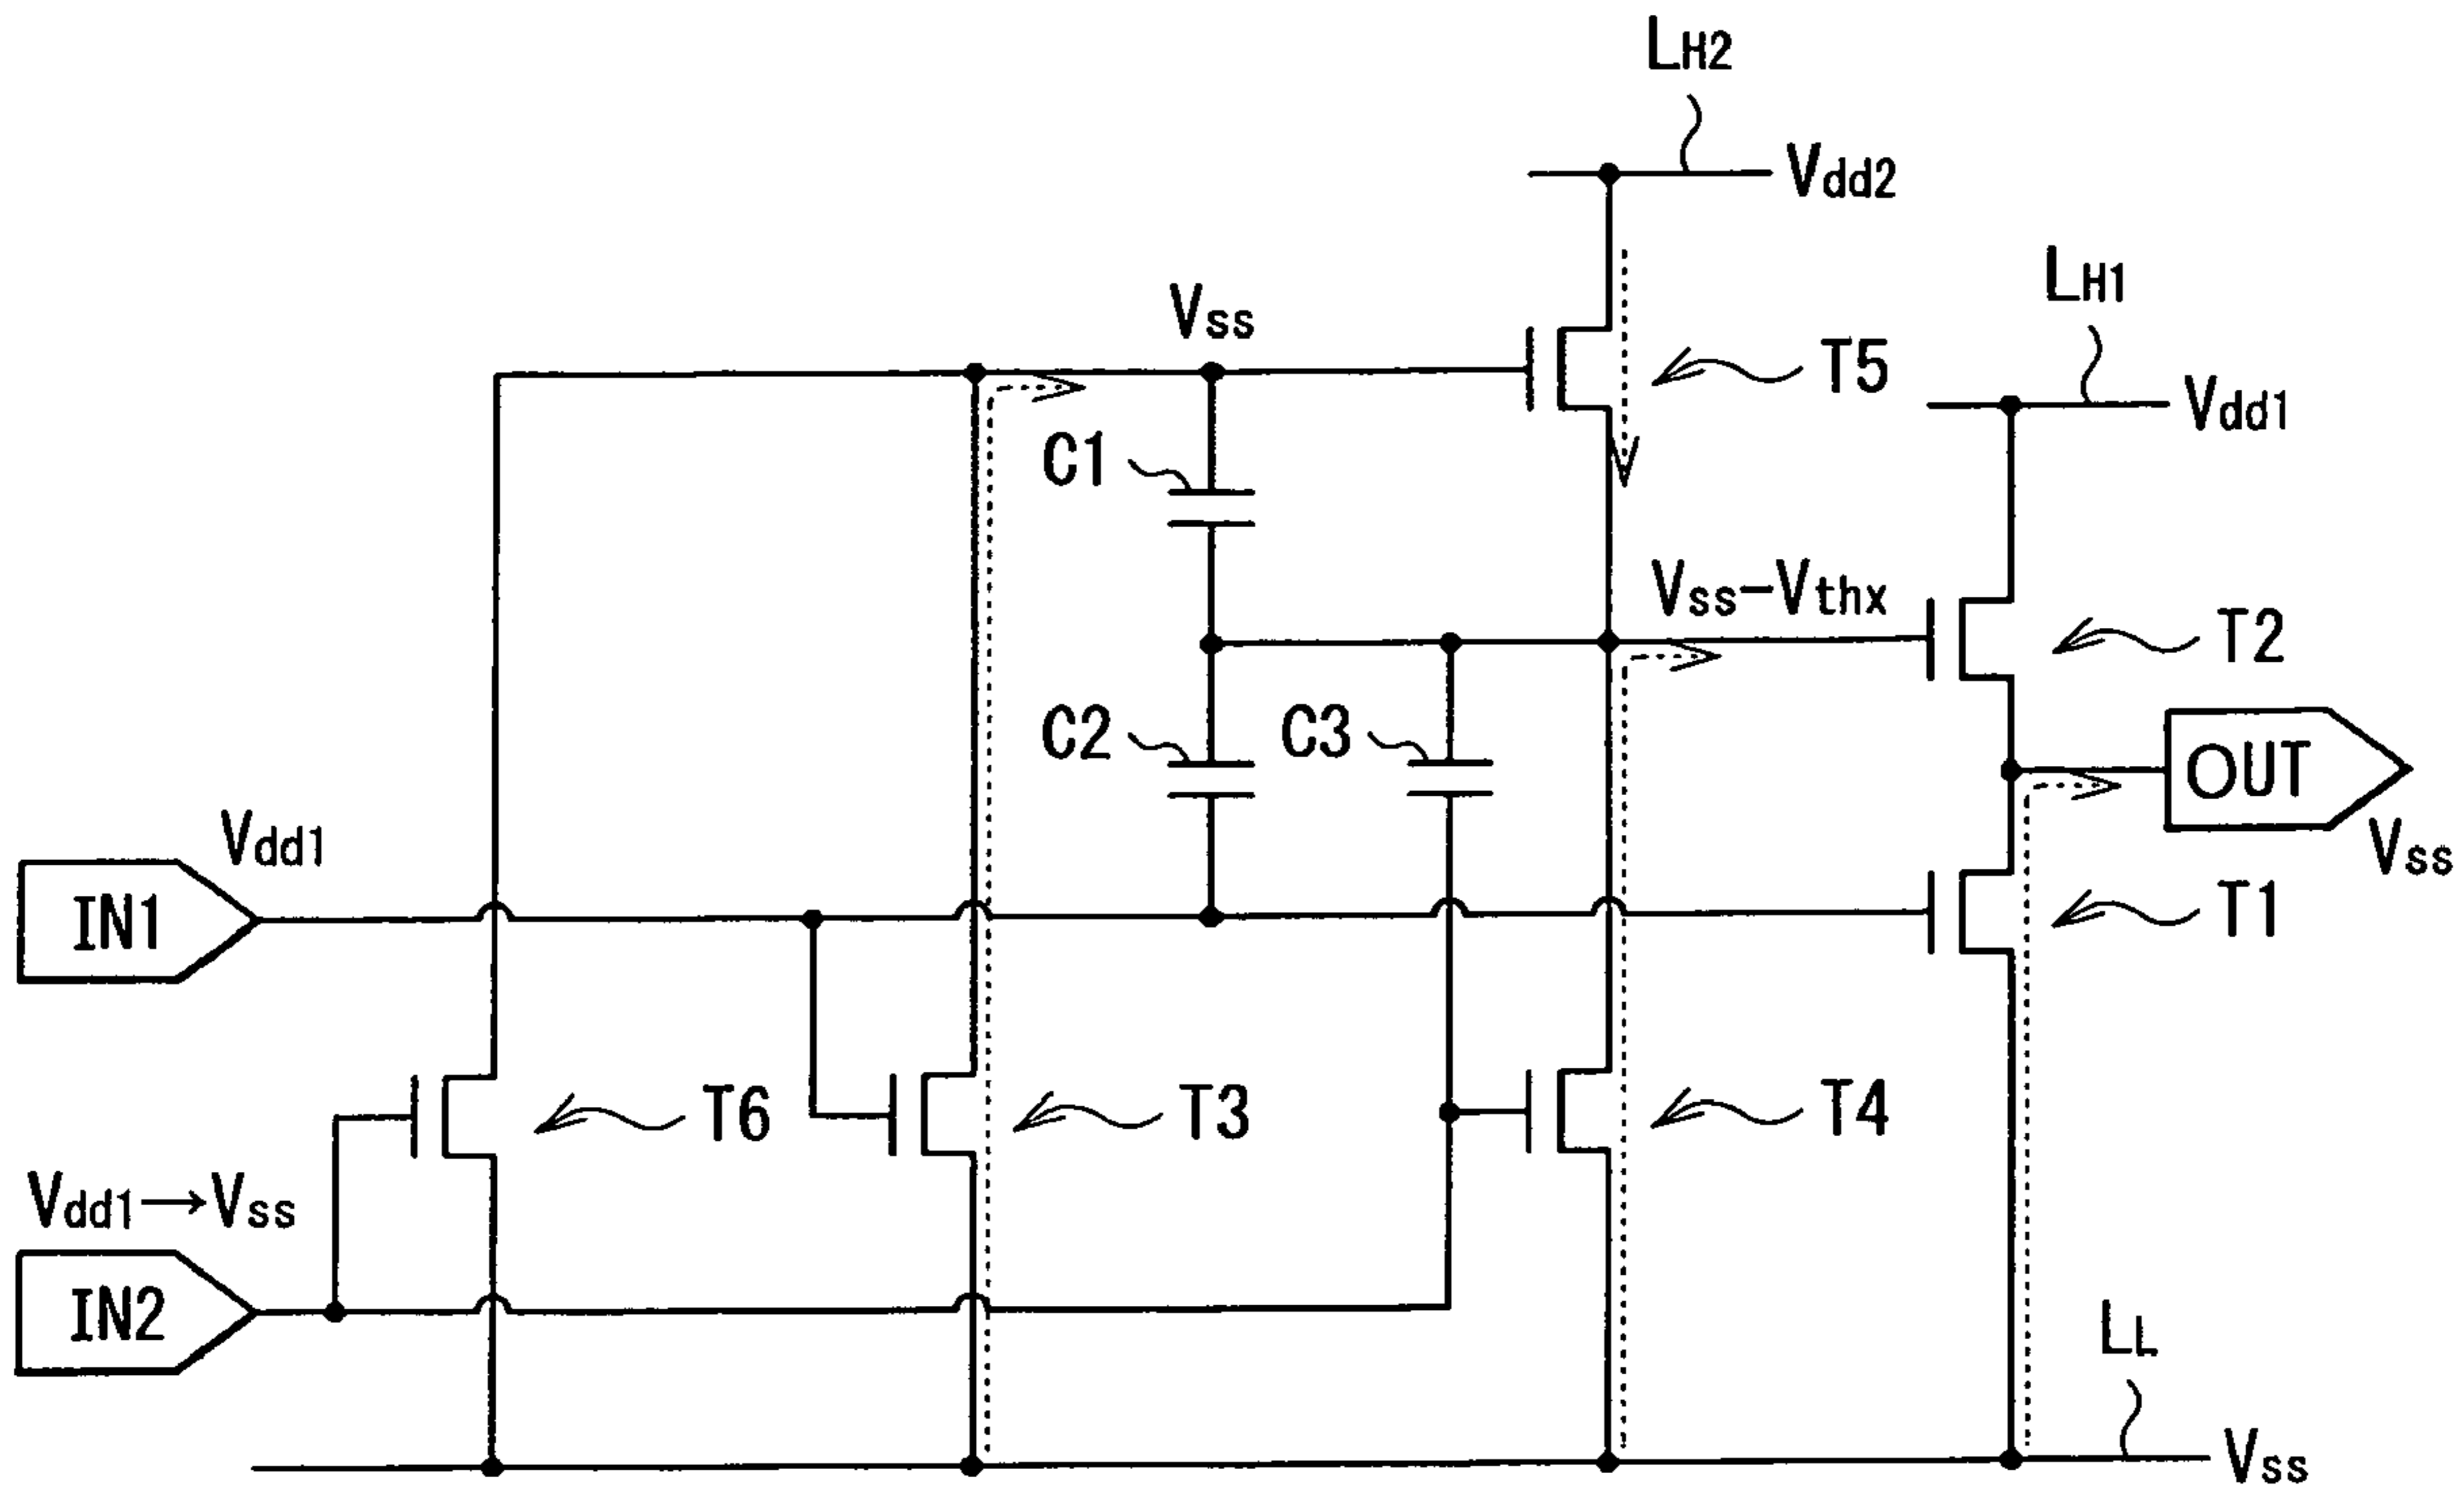 LH2
Vdd2
LH1
Vss
T5
Vdd1
C1
Vss−Vthx
T2
C2
C3
OUT
Vdd1
Vss
IN1
T1
T6
T3
T4
Vdd1→Vss
IN2
LL
Vss